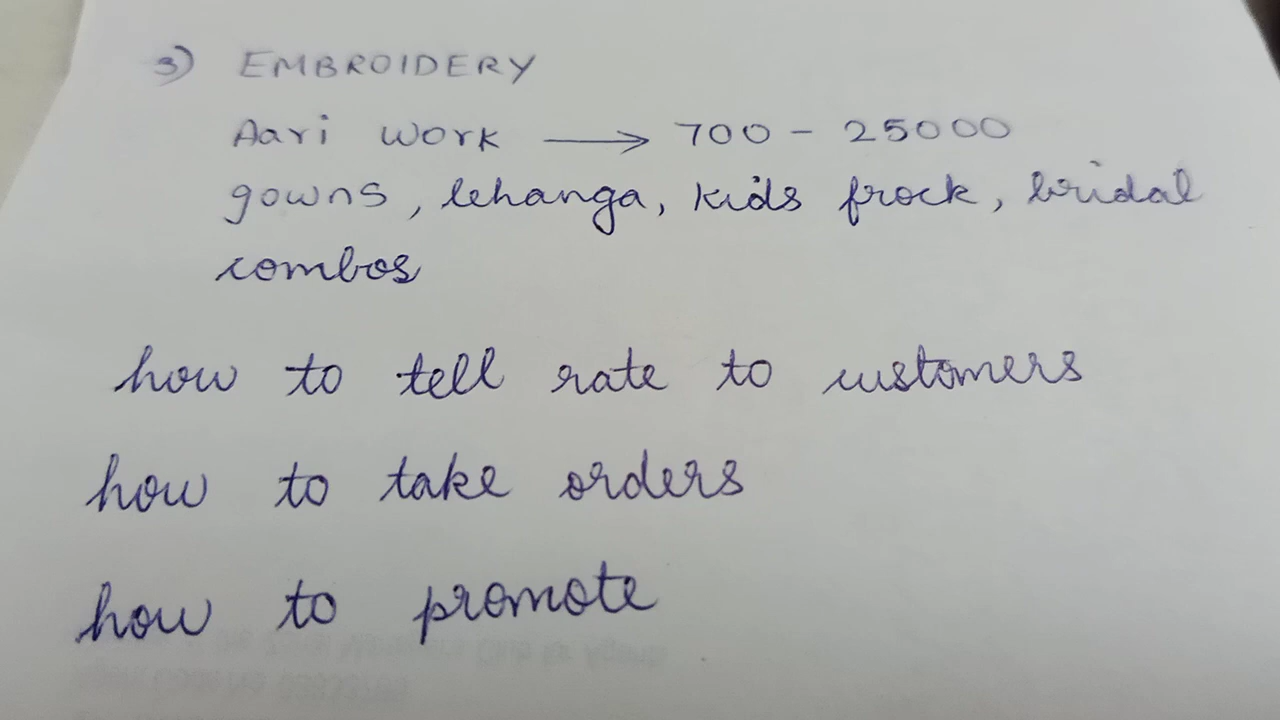 3) EMBROIDERY
Aari work → 700 - 25000
gowns, lehanga, kids frock, bridal
combos
how to tell rate to customers
how to take orders
how to promote